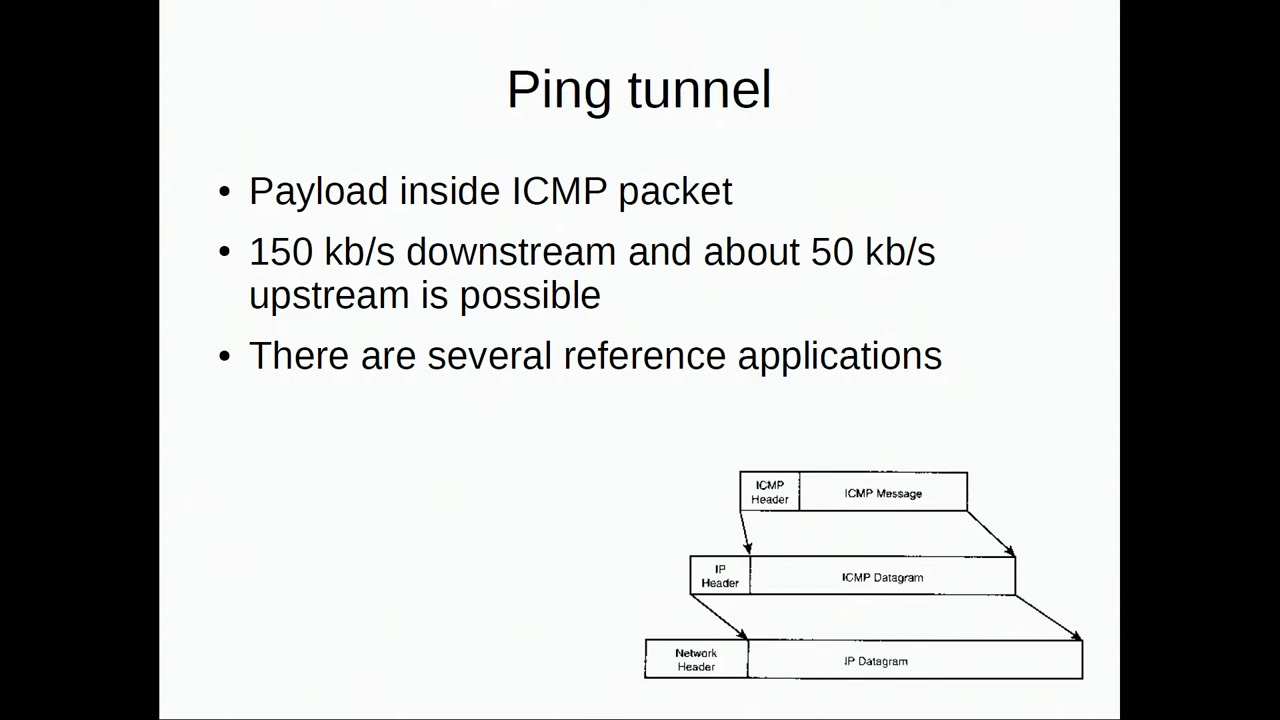 Ping tunnel
• Payload inside ICMP packet
• 150 kb/s downstream and about 50 kb/s
upstream is possible
• There are several reference applications
ICMP
Header
ICMP Message
IP
Header
ICMP Datagram
Network
Header
IP Datagram